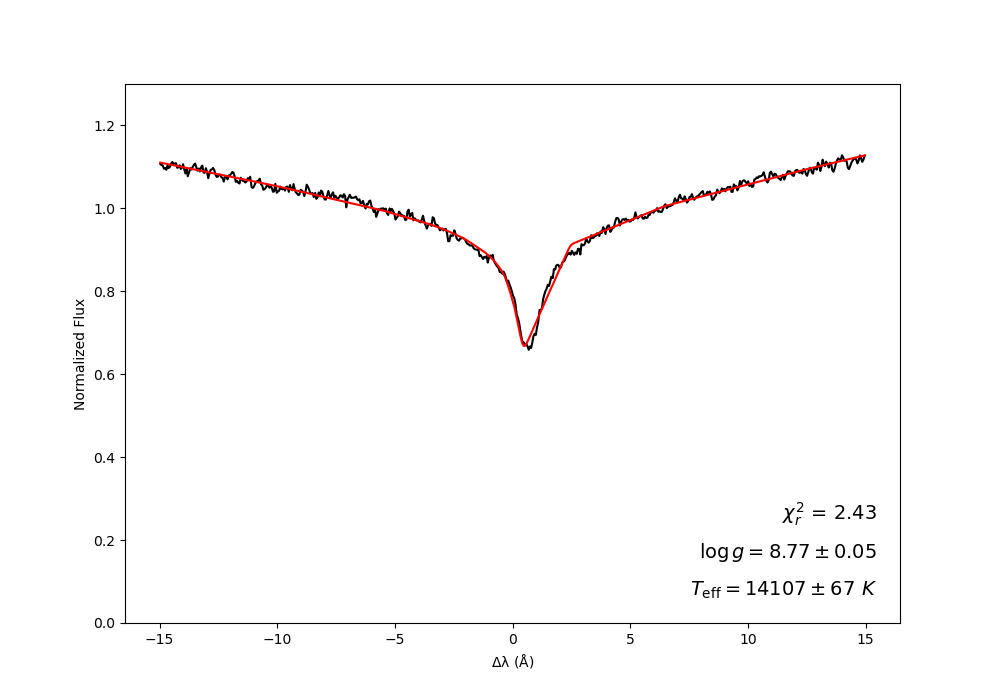 1.2
1.0
0.8
0.6
0.4
0.2
0.0
Normalized Flux
χ²ᵣ = 2.43
log g = 8.77 ± 0.05
T_eff = 14107 ± 67 K
−15 −10 −5 0 5 10 15
Δλ (Å)